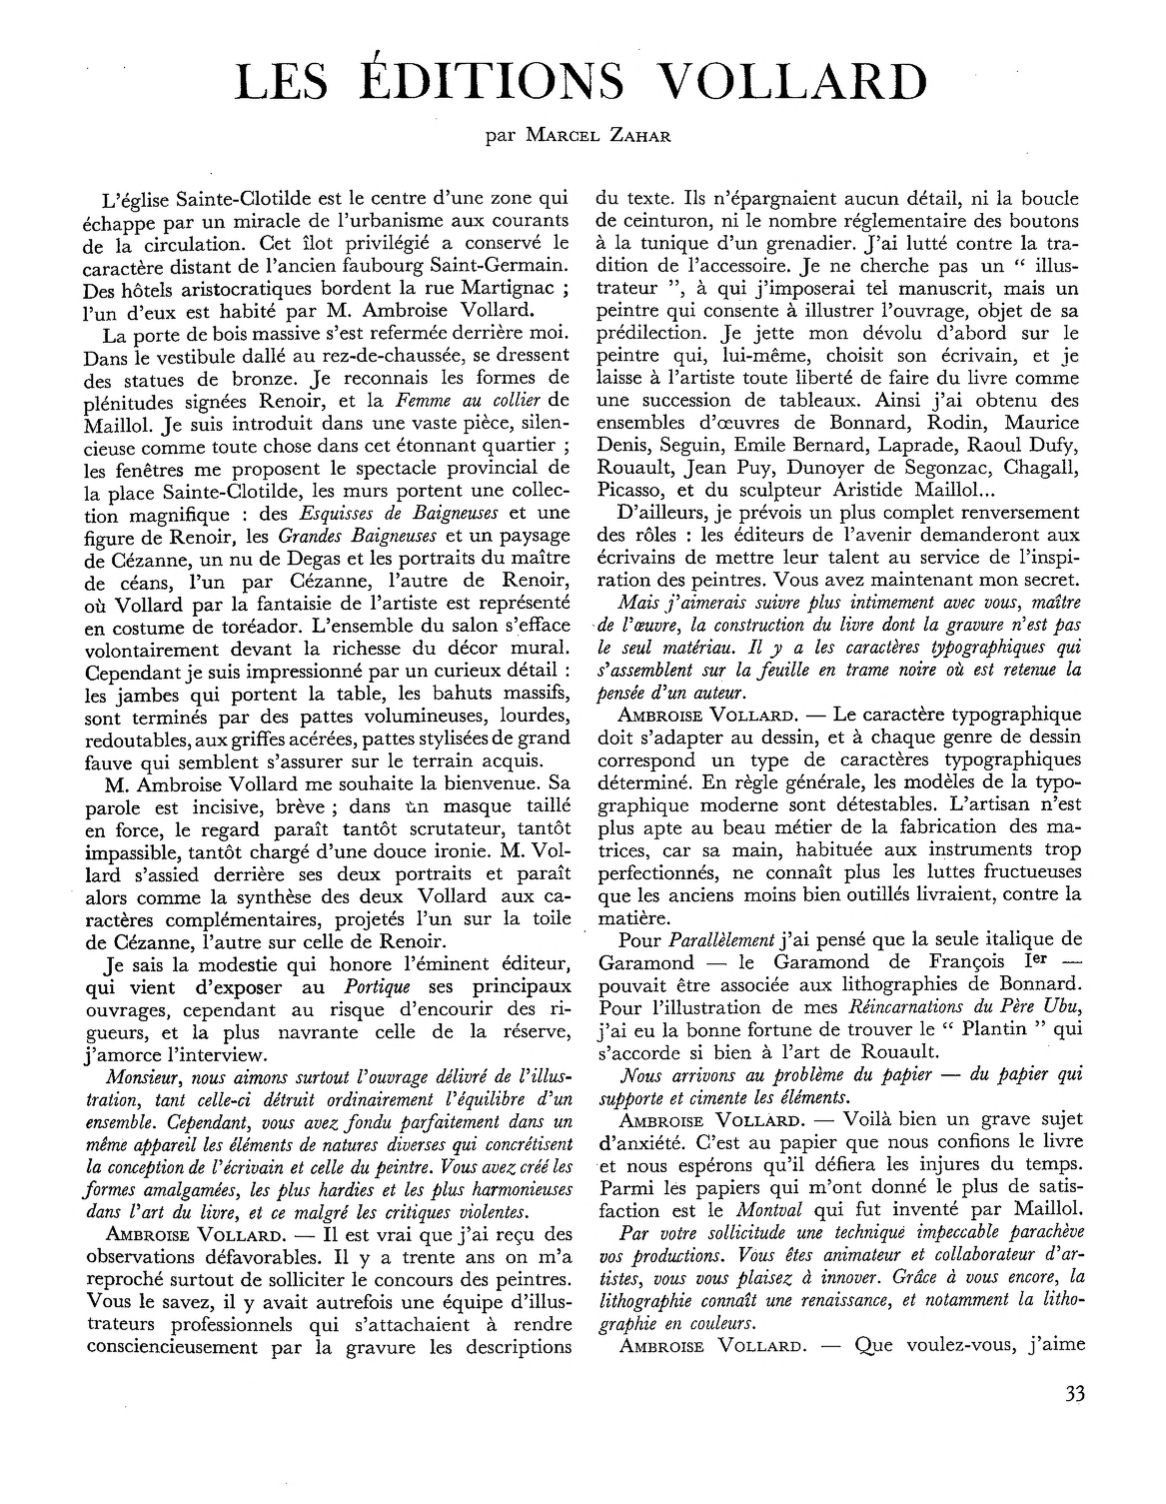 LES ÉDITIONS VOLLARD
par MARCEL ZAHAR
L'église Sainte-Clotilde est le centre d'une zone qui
échappe par un miracle de l'urbanisme aux courants
de la circulation. Cet îlot privilégié a conservé le
caractère distant de l'ancien faubourg Saint-Germain.
Des hôtels aristocratiques bordent la rue Martignac ;
l'un d'eux est habité par M. Ambroise Vollard.
La porte de bois massive s'est refermée derrière moi.
Dans le vestibule dallé au rez-de-chaussée, se dressent
des statues de bronze. Je reconnais les formes de
plénitudes signées Renoir, et la Femme au collier de
Maillol. Je suis introduit dans une vaste pièce, silen-
cieuse comme toute chose dans cet étonnant quartier ;
les fenêtres me proposent le spectacle provincial de
la place Sainte-Clotilde, les murs portent une collec-
tion magnifique : des Esquisses de Baigneuses et une
figure de Renoir, les Grandes Baigneuses et un paysage
de Cézanne, un nu de Degas et les portraits du maître
de céans, l'un par Cézanne, l'autre de Renoir,
où Vollard par la fantaisie de l'artiste est représenté
en costume de toréador. L'ensemble du salon s'efface
volontairement devant la richesse du décor mural.
Cependant je suis impressionné par un curieux détail :
les jambes qui portent la table, les bahuts massifs,
sont terminés par des pattes volumineuses, lourdes,
redoutables, aux griffes acérées, pattes stylisées de grand
fauve qui semblent s'assurer sur le terrain acquis.
M. Ambroise Vollard me souhaite la bienvenue. Sa
parole est incisive, brève ; dans un masque taillé
en force, le regard paraît tantôt scrutateur, tantôt
impassible, tantôt chargé d'une douce ironie. M. Vol-
lard s'assied derrière ses deux portraits et paraît
alors comme la synthèse des deux Vollard aux ca-
ractères complémentaires, projetés l'un sur la toile
de Cézanne, l'autre sur celle de Renoir.
Je sais la modestie qui honore l'éminent éditeur,
qui vient d'exposer au Portique ses principaux
ouvrages, cependant au risque d'encourir des ri-
gueurs, et la plus navrante celle de la réserve,
j'amorce l'interview.
Monsieur, nous aimons surtout l'ouvrage délivré de l'illus-
tration, tant celle-ci détruit ordinairement l'équilibre d'un
ensemble. Cependant, vous avez fondu parfaitement dans un
même appareil les éléments de natures diverses qui concrétisent
la conception de l'écrivain et celle du peintre. Vous avez créé les
formes amalgamées, les plus hardies et les plus harmonieuses
dans l'art du livre, et ce malgré les critiques violentes.
AMBROISE VOLLARD. — Il est vrai que j'ai reçu des
observations défavorables. Il y a trente ans on m'a
reproché surtout de solliciter le concours des peintres.
Vous le savez, il y avait autrefois une équipe d'illus-
trateurs professionnels qui s'attachaient à rendre
consciencieusement par la gravure les descriptions
du texte. Ils n'épargnaient aucun détail, ni la boucle
de ceinturon, ni le nombre réglementaire des boutons
à la tunique d'un grenadier. J'ai lutté contre la tra-
dition de l'accessoire. Je ne cherche pas un “ illus-
trateur ”, à qui j'imposerai tel manuscrit, mais un
peintre qui consente à illustrer l'ouvrage, objet de sa
prédilection. Je jette mon dévolu d'abord sur le
peintre qui, lui-même, choisit son écrivain, et je
laisse à l'artiste toute liberté de faire du livre comme
une succession de tableaux. Ainsi j'ai obtenu des
ensembles d'œuvres de Bonnard, Rodin, Maurice
Denis, Seguin, Emile Bernard, Laprade, Raoul Dufy,
Rouault, Jean Puy, Dunoyer de Segonzac, Chagall,
Picasso, et du sculpteur Aristide Maillol...
D'ailleurs, je prévois un plus complet renversement
des rôles : les éditeurs de l'avenir demanderont aux
écrivains de mettre leur talent au service de l'inspi-
ration des peintres. Vous avez maintenant mon secret.
Mais j'aimerais suivre plus intimement avec vous, maître
de l'œuvre, la construction du livre dont la gravure n'est pas
le seul matériau. Il y a les caractères typographiques qui
s'assemblent sur la feuille en trame noire où est retenue la
pensée d'un auteur.
AMBROISE VOLLARD. — Le caractère typographique
doit s'adapter au dessin, et à chaque genre de dessin
correspond un type de caractères typographiques
déterminé. En règle générale, les modèles de la typo-
graphique moderne sont détestables. L'artisan n'est
plus apte au beau métier de la fabrication des ma-
trices, car sa main, habituée aux instruments trop
perfectionnés, ne connaît plus les luttes fructueuses
que les anciens moins bien outillés livraient, contre la
matière.
Pour Parallèlement j'ai pensé que la seule italique de
Garamond — le Garamond de François Ier —
pouvait être associée aux lithographies de Bonnard.
Pour l'illustration de mes Réincarnations du Père Ubu,
j'ai eu la bonne fortune de trouver le “ Plantin ” qui
s'accorde si bien à l'art de Rouault.
Nous arrivons au problème du papier — du papier qui
supporte et cimente les éléments.
AMBROISE VOLLARD. — Voilà bien un grave sujet
d'anxiété. C'est au papier que nous confions le livre
et nous espérons qu'il défiera les injures du temps.
Parmi les papiers qui m'ont donné le plus de satis-
faction est le Montval qui fut inventé par Maillol.
Par votre sollicitude une technique impeccable parachève
vos productions. Vous êtes animateur et collaborateur d'ar-
tistes, vous vous plaisez à innover. Grâce à vous encore, la
lithographie connaît une renaissance, et notamment la litho-
graphie en couleurs.
AMBROISE VOLLARD. — Que voulez-vous, j'aime
33